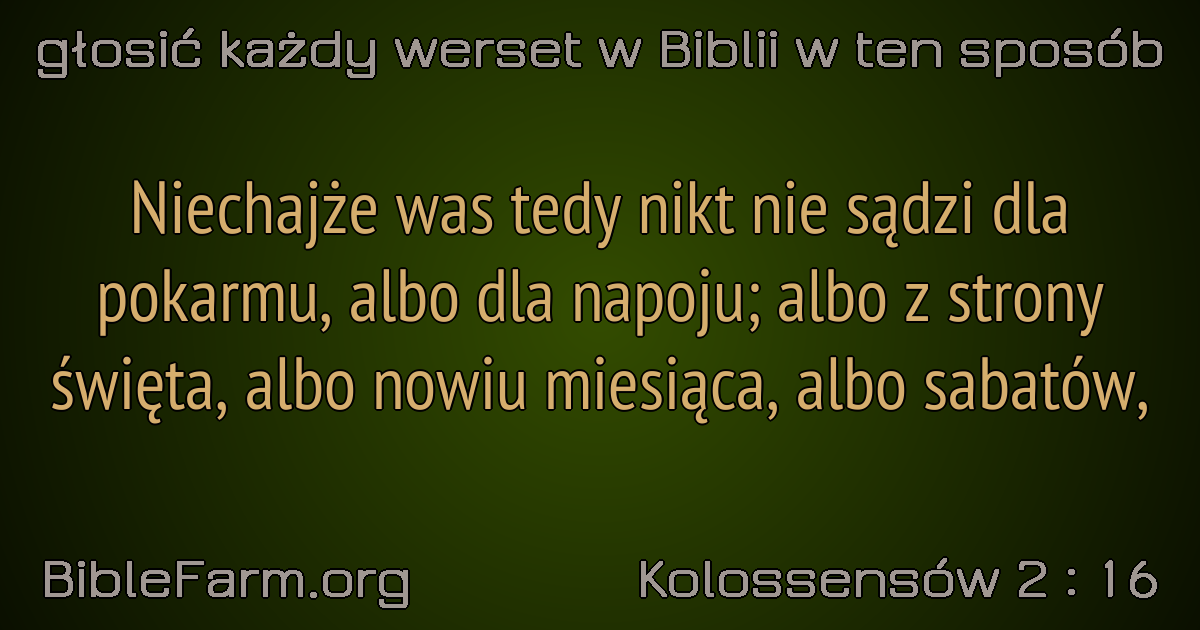 głosić każdy werset w Biblii w ten sposób
Niechajże was tedy nikt nie sądzi dla
pokarmu, albo dla napoju; albo z strony
święta, albo nowiu miesiąca, albo sabatów,
BibleFarm.org
Kolossensów 2 : 16